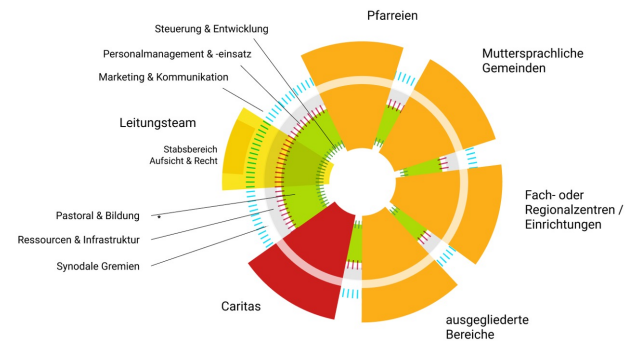 Pfarreien
Steuerung & Entwicklung
Personalmanagement & -einsatz
Marketing & Kommunikation
Muttersprachliche
Gemeinden
Leitungsteam
Stabsbereich
Aufsicht & Recht
Fach- oder
Regionalzentren /
Einrichtungen
Pastoral & Bildung
Ressourcen & Infrastruktur
Synodale Gremien
Caritas
ausgegliederte
Bereiche